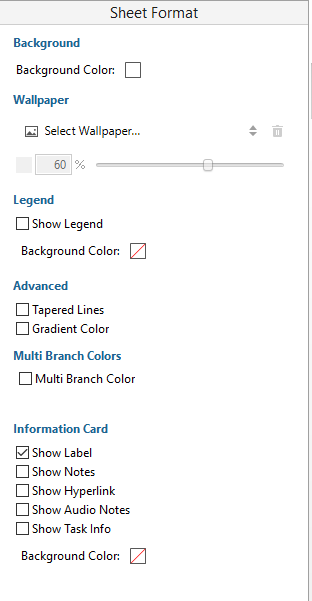 Sheet Format
Background
Background Color:
Wallpaper
Select Wallpaper...
60 %
Legend
Show Legend
Background Color:
Advanced
Tapered Lines
Gradient Color
Multi Branch Colors
Multi Branch Color
Information Card
Show Label
Show Notes
Show Hyperlink
Show Audio Notes
Show Task Info
Background Color: